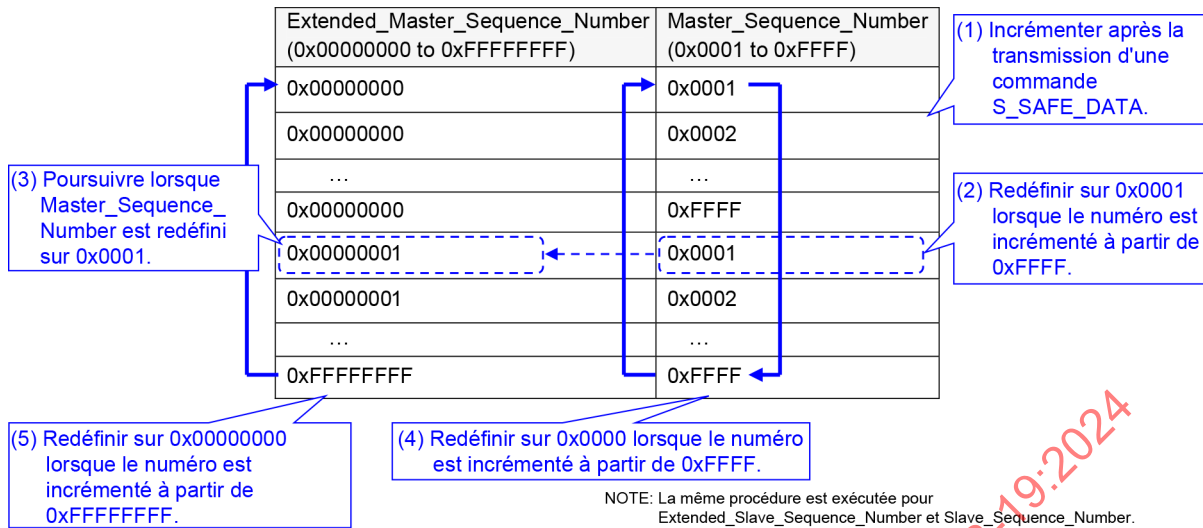 Extended_Master_Sequence_Number
(0x00000000 to 0xFFFFFFFF)
Master_Sequence_Number
(0x0001 to 0xFFFF)
0x00000000
0x0001
0x00000000
0x0002
...
...
0x00000000
0xFFFF
0x00000001
0x0001
0x00000001
0x0002
...
...
0xFFFFFFFF
0xFFFF
(1) Incrémenter après la
transmission d'une
commande
S_SAFE_DATA.
(2) Redéfinir sur 0x0001
lorsque le numéro est
incrémenté à partir de
0xFFFF.
(3) Poursuivre lorsque
Master_Sequence_
Number est redéfini
sur 0x0001.
(4) Redéfinir sur 0x0000 lorsque le numéro
est incrémenté à partir de 0xFFFF.
(5) Redéfinir sur 0x00000000
lorsque le numéro est
incrémenté à partir de
0xFFFFFFFF.
NOTE: La même procédure est exécutée pour
Extended_Slave_Sequence_Number et Slave_Sequence_Number.
-19:2024